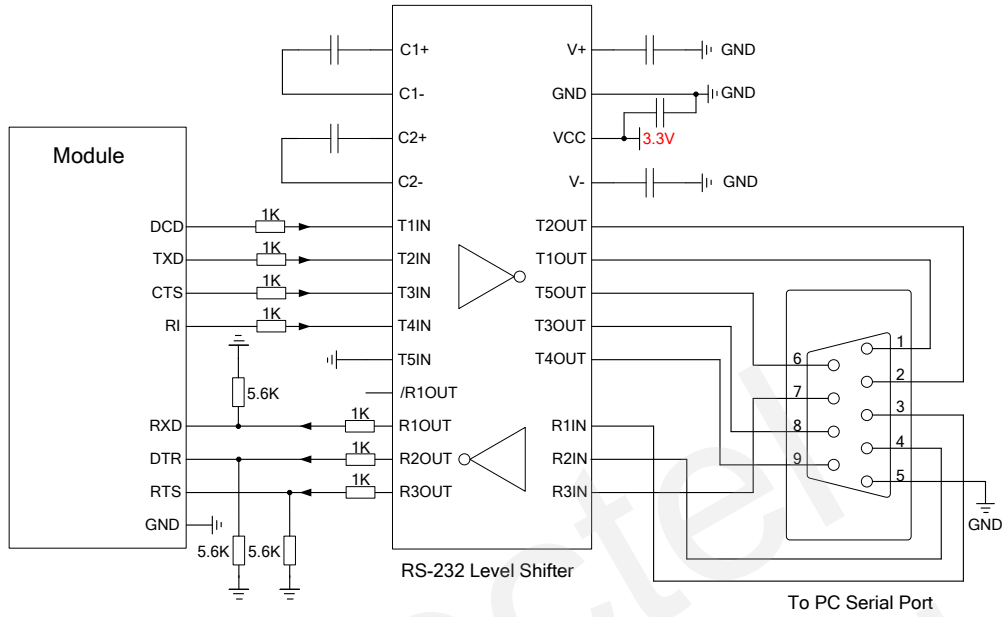 Module
DCD
TXD
CTS
RI
RXD
DTR
RTS
GND
1K
1K
1K
1K
5.6K
1K
1K
1K
5.6K
5.6K
C1+
C1-
C2+
C2-
T1IN
T2IN
T3IN
T4IN
T5IN
/R1OUT
R1OUT
R2OUT
R3OUT
V+
GND
VCC
V-
T2OUT
T1OUT
T5OUT
T3OUT
T4OUT
R1IN
R2IN
R3IN
RS-232 Level Shifter
GND
GND
3.3V
GND
1
2
3
4
5
6
7
8
9
GND
To PC Serial Port